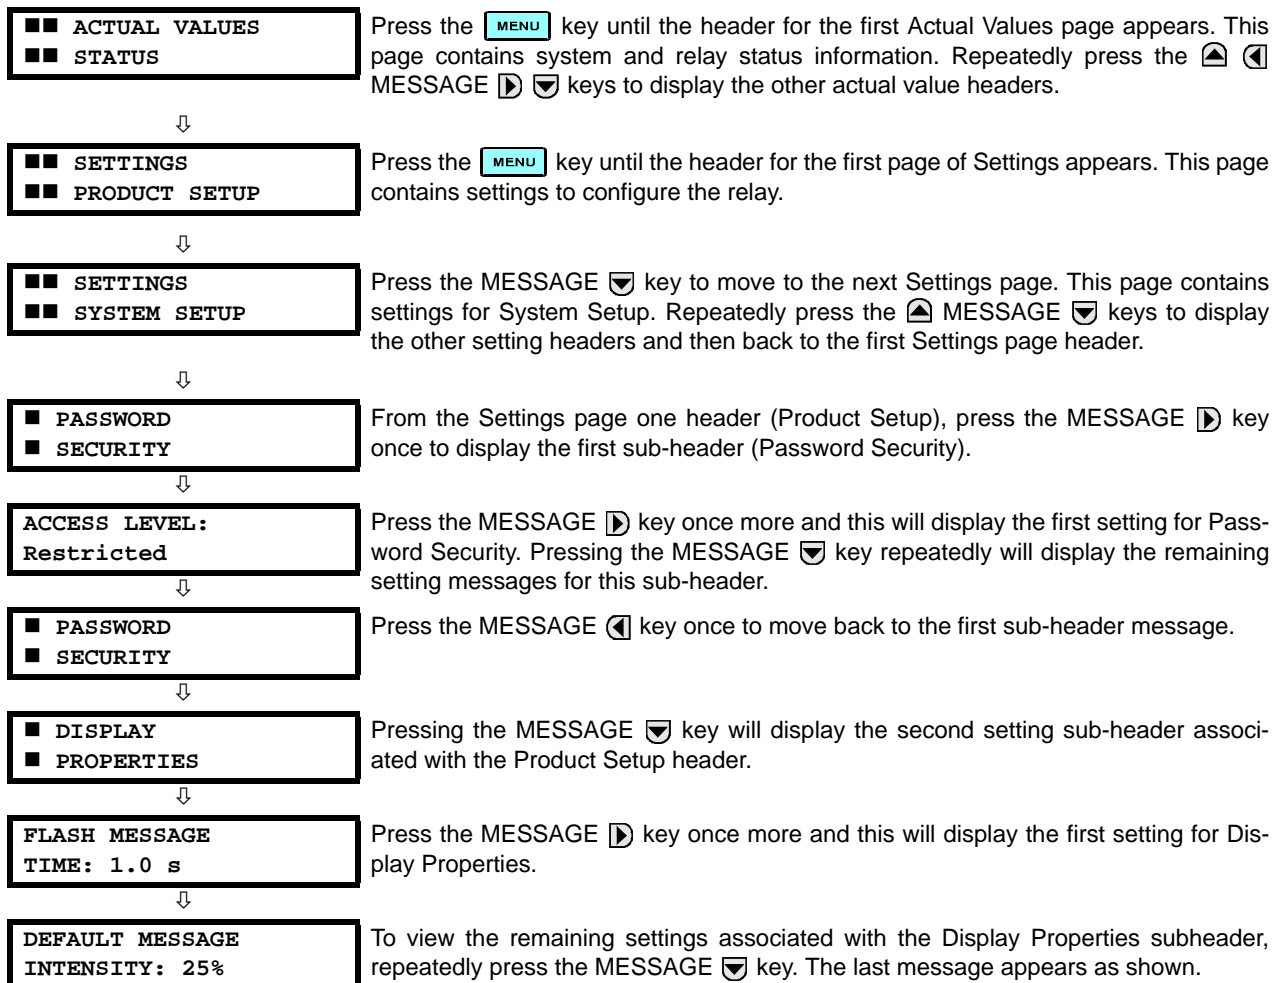 ■■ ACTUAL VALUES
■■ STATUS
Press the MENU key until the header for the first Actual Values page appears. This
page contains system and relay status information. Repeatedly press the
MESSAGE keys to display the other actual value headers.
⇩
■■ SETTINGS
■■ PRODUCT SETUP
Press the MENU key until the header for the first page of Settings appears. This page
contains settings to configure the relay.
⇩
■■ SETTINGS
■■ SYSTEM SETUP
Press the MESSAGE key to move to the next Settings page. This page contains
settings for System Setup. Repeatedly press the MESSAGE keys to display
the other setting headers and then back to the first Settings page header.
⇩
■ PASSWORD
■ SECURITY
From the Settings page one header (Product Setup), press the MESSAGE key
once to display the first sub-header (Password Security).
⇩
ACCESS LEVEL:
Restricted
Press the MESSAGE key once more and this will display the first setting for Pass-
word Security. Pressing the MESSAGE key repeatedly will display the remaining
setting messages for this sub-header.
⇩
■ PASSWORD
■ SECURITY
Press the MESSAGE key once to move back to the first sub-header message.
⇩
■ DISPLAY
■ PROPERTIES
Pressing the MESSAGE key will display the second setting sub-header associ-
ated with the Product Setup header.
⇩
FLASH MESSAGE
TIME: 1.0 s
Press the MESSAGE key once more and this will display the first setting for Dis-
play Properties.
⇩
DEFAULT MESSAGE
INTENSITY: 25%
To view the remaining settings associated with the Display Properties subheader,
repeatedly press the MESSAGE key. The last message appears as shown.